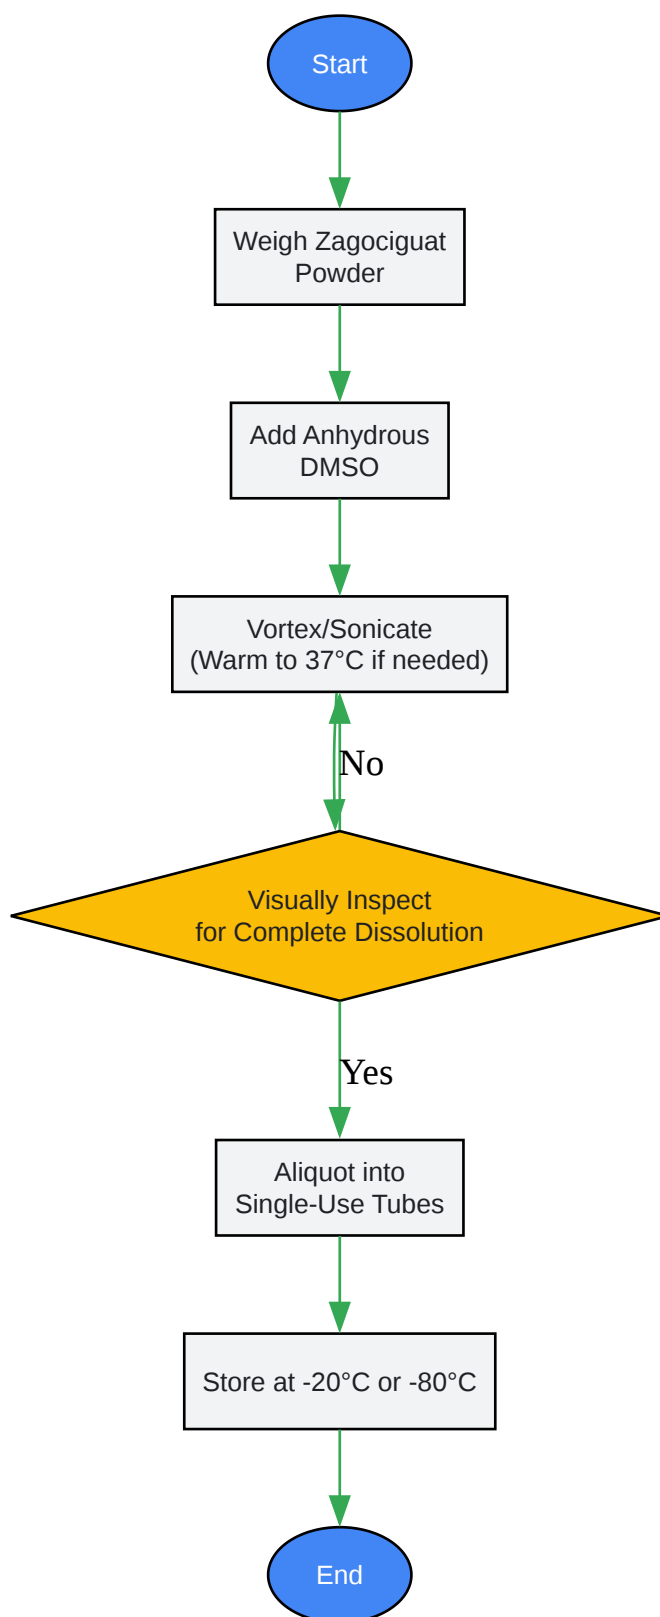 Start
Weigh Zagociguat
Powder
Add Anhydrous
DMSO
Vortex/Sonicate
(Warm to 37°C if needed)
No
Visually Inspect
for Complete Dissolution
Yes
Aliquot into
Single-Use Tubes
Store at -20°C or -80°C
End